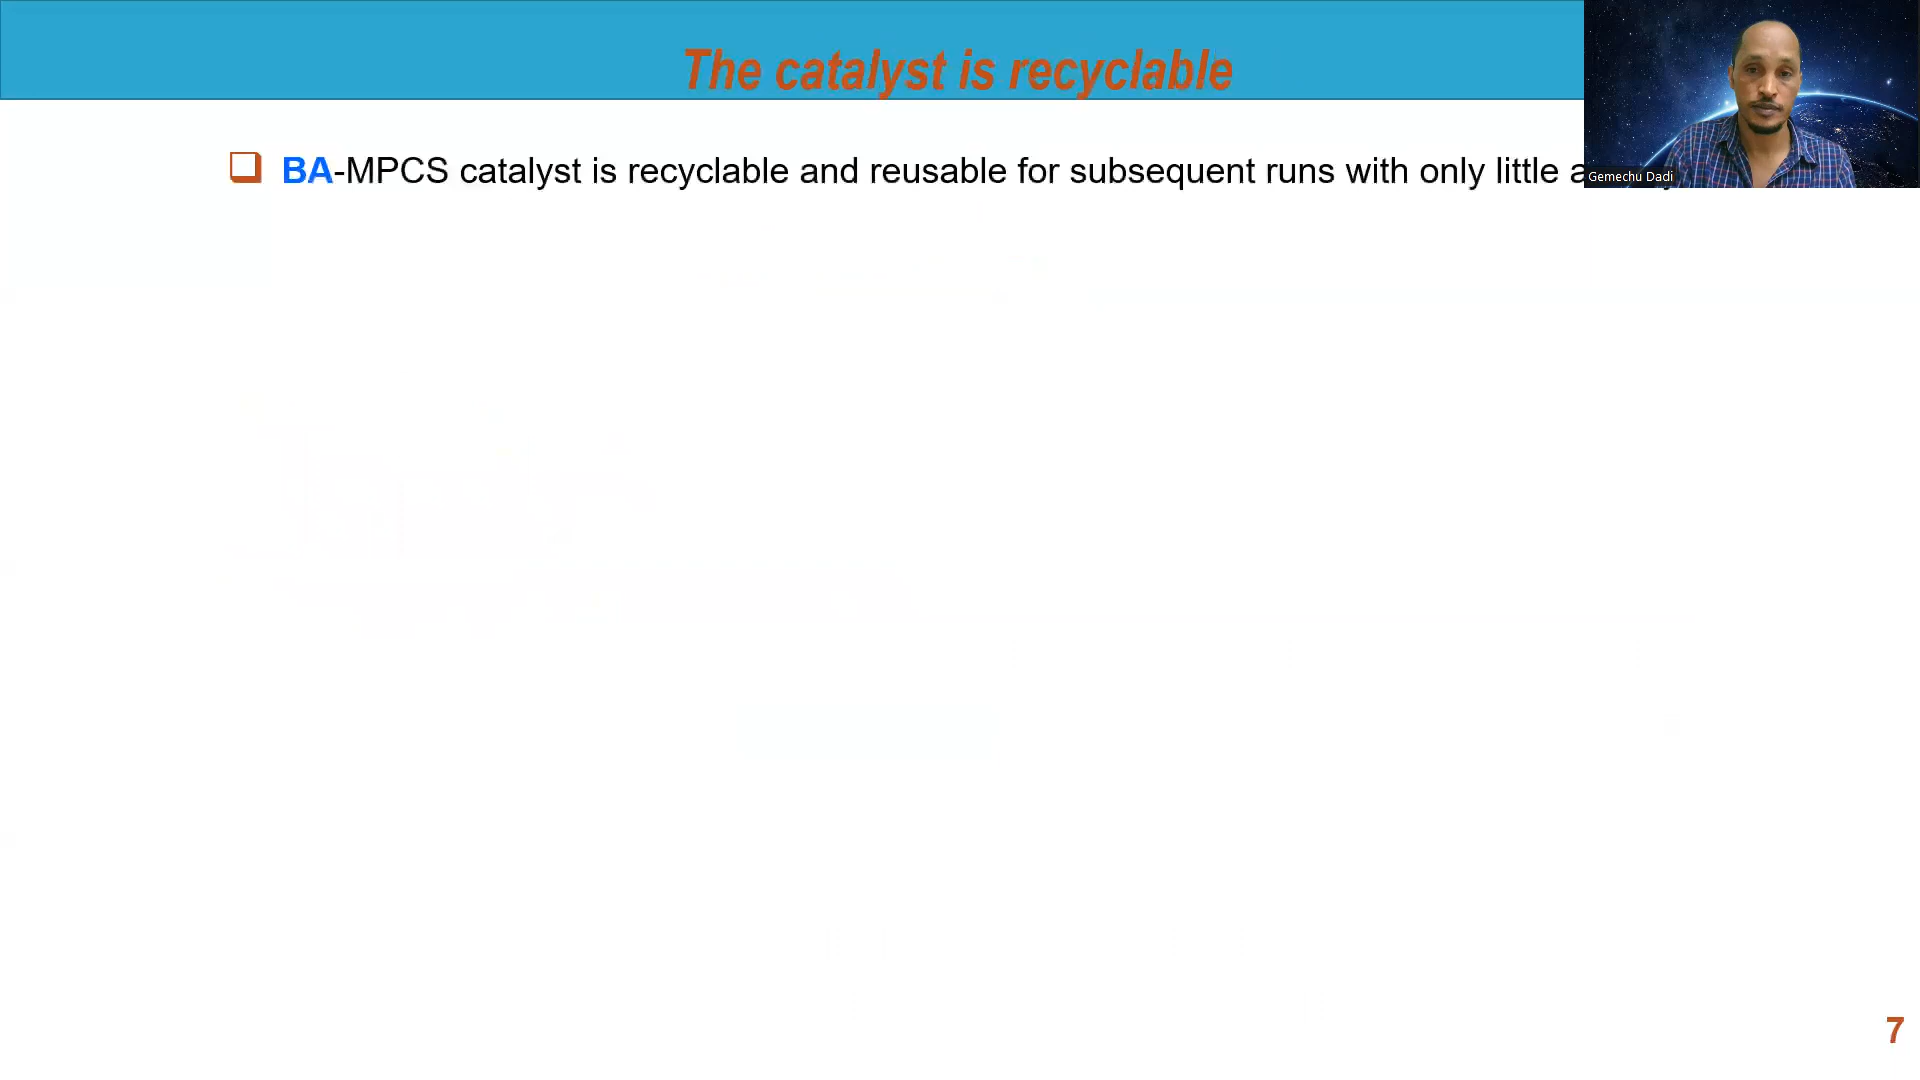 The catalyst is recyclable
BA-MPCS catalyst is recyclable and reusable for subsequent runs with only little
Gemechu Dadi
7